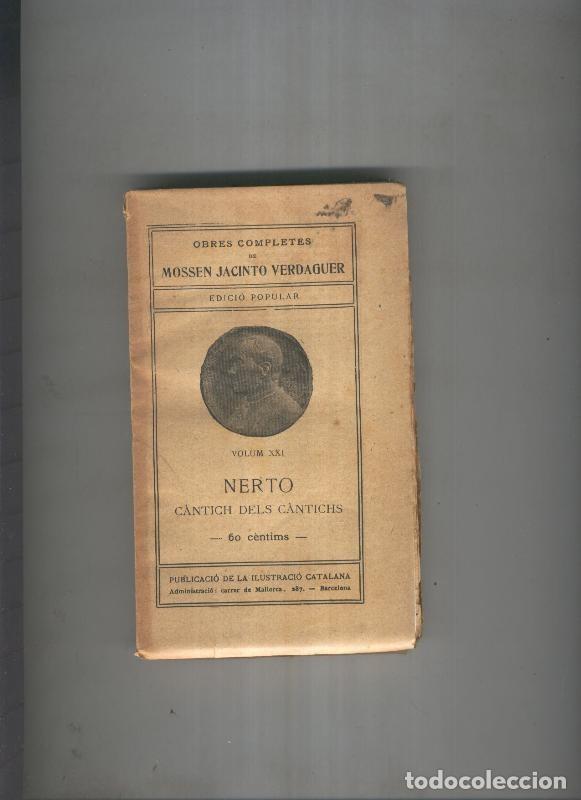 OBRES COMPLETES
DE
MOSSEN JACINTO VERDAGUER
EDICIÓ POPULAR
VOLUM XXI
NERTO
CÀNTICH DELS CÀNTICHS
— 60 cèntims —
PUBLICACIÓ DE LA ILUSTRACIÓ CATALANA
Administració: carrer de Mallorca, 287. — Barcelona
todocoleccion